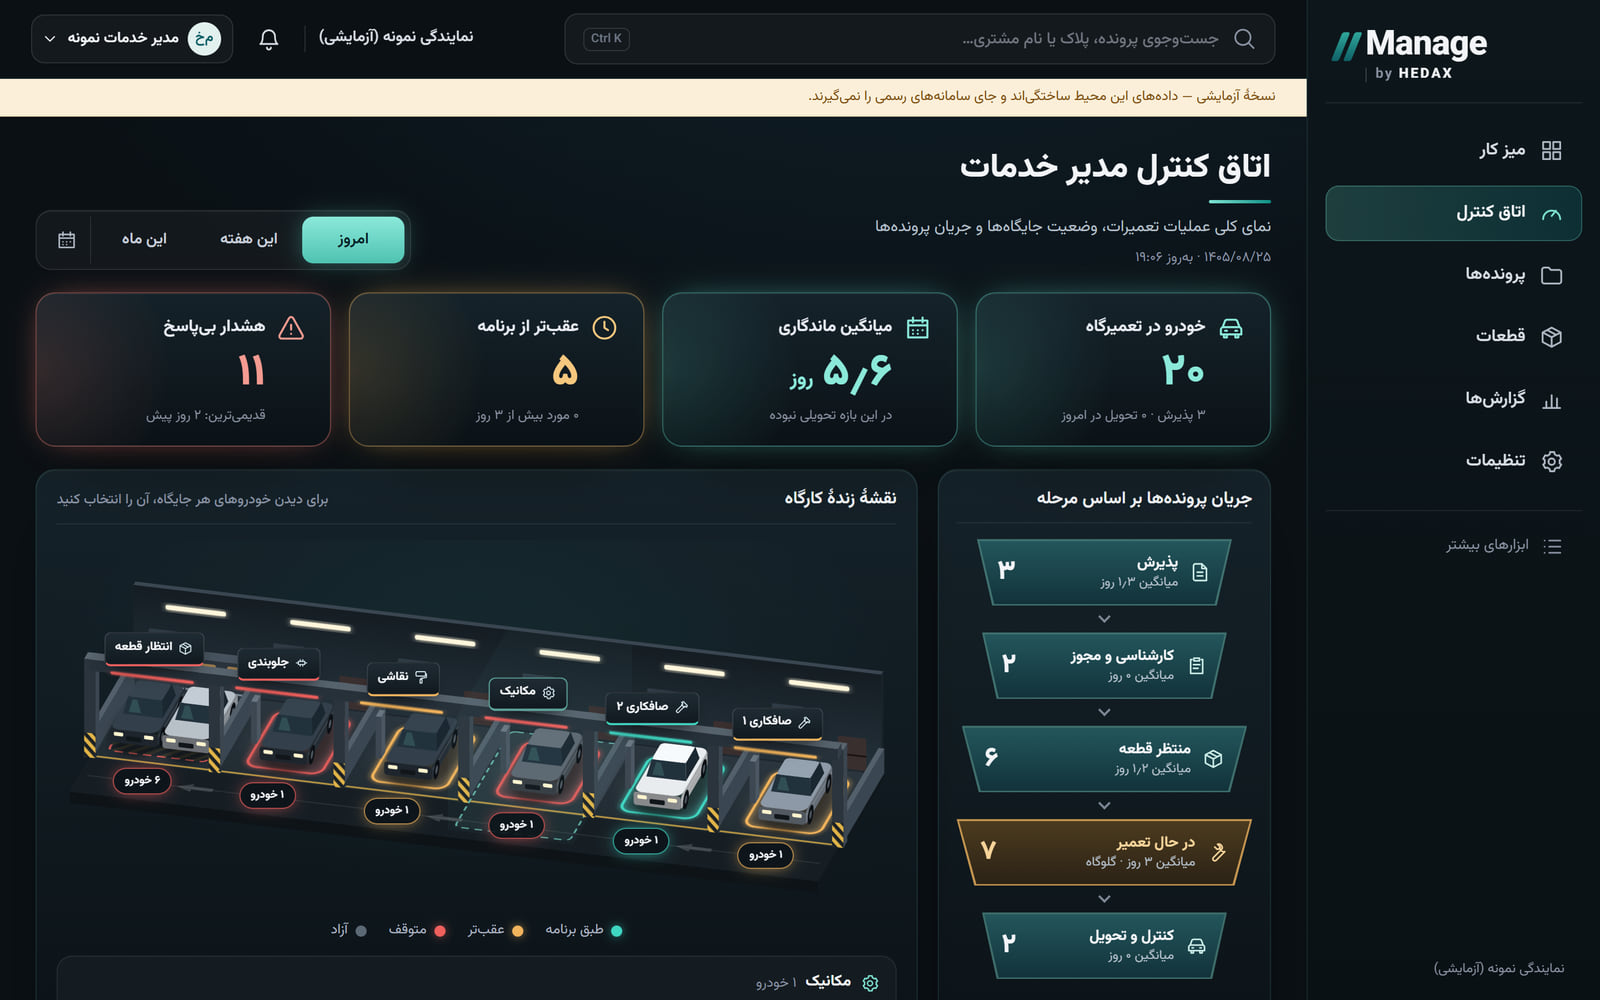 Manage
by HEDAX
میز کار
اتاق کنترل
پرونده‌ها
قطعات
گزارش‌ها
تنظیمات
ابزارهای بیشتر
نمایندگی نمونه (آزمایشی)
جست‌وجوی پرونده، پلاک یا نام مشتری...
Ctrl K
نمایندگی نمونه (آزمایشی)
م‌خ
مدیر خدمات نمونه
نسخهٔ آزمایشی — داده‌های این محیط ساختگی‌اند و جای سامانه‌های رسمی را نمی‌گیرند.
اتاق کنترل مدیر خدمات
نمای کلی عملیات تعمیرات، وضعیت جایگاه‌ها و جریان پرونده‌ها
۱۴۰۵/۰۸/۲۵ · به‌روز ۱۹:۰۶
امروز
این هفته
این ماه
خودرو در تعمیرگاه
۲۰
۳ پذیرش · ۰ تحویل در امروز
میانگین ماندگاری
۵٫۶ روز
در این بازه تحویلی نبوده
عقب‌تر از برنامه
۵
۰ مورد بیش از ۳ روز
هشدار بی‌پاسخ
۱۱
قدیمی‌ترین: ۲ روز پیش
جریان پرونده‌ها بر اساس مرحله
پذیرش
میانگین ۱٫۳ روز
۳
کارشناسی و مجوز
میانگین ۰ روز
۲
منتظر قطعه
میانگین ۱٫۲ روز
۶
در حال تعمیر
میانگین ۳ روز · گلوگاه
۷
کنترل و تحویل
میانگین ۰ روز
۲
نقشهٔ زندهٔ کارگاه
برای دیدن خودروهای هر جایگاه، آن را انتخاب کنید
صافکاری ۱
صافکاری ۲
مکانیک
نقاشی
جلوبندی
انتظار قطعه
۱ خودرو
۱ خودرو
۱ خودرو
۱ خودرو
۱ خودرو
۶ خودرو
طبق برنامه
عقب‌تر
متوقف
آزاد
مکانیک ۱ خودرو